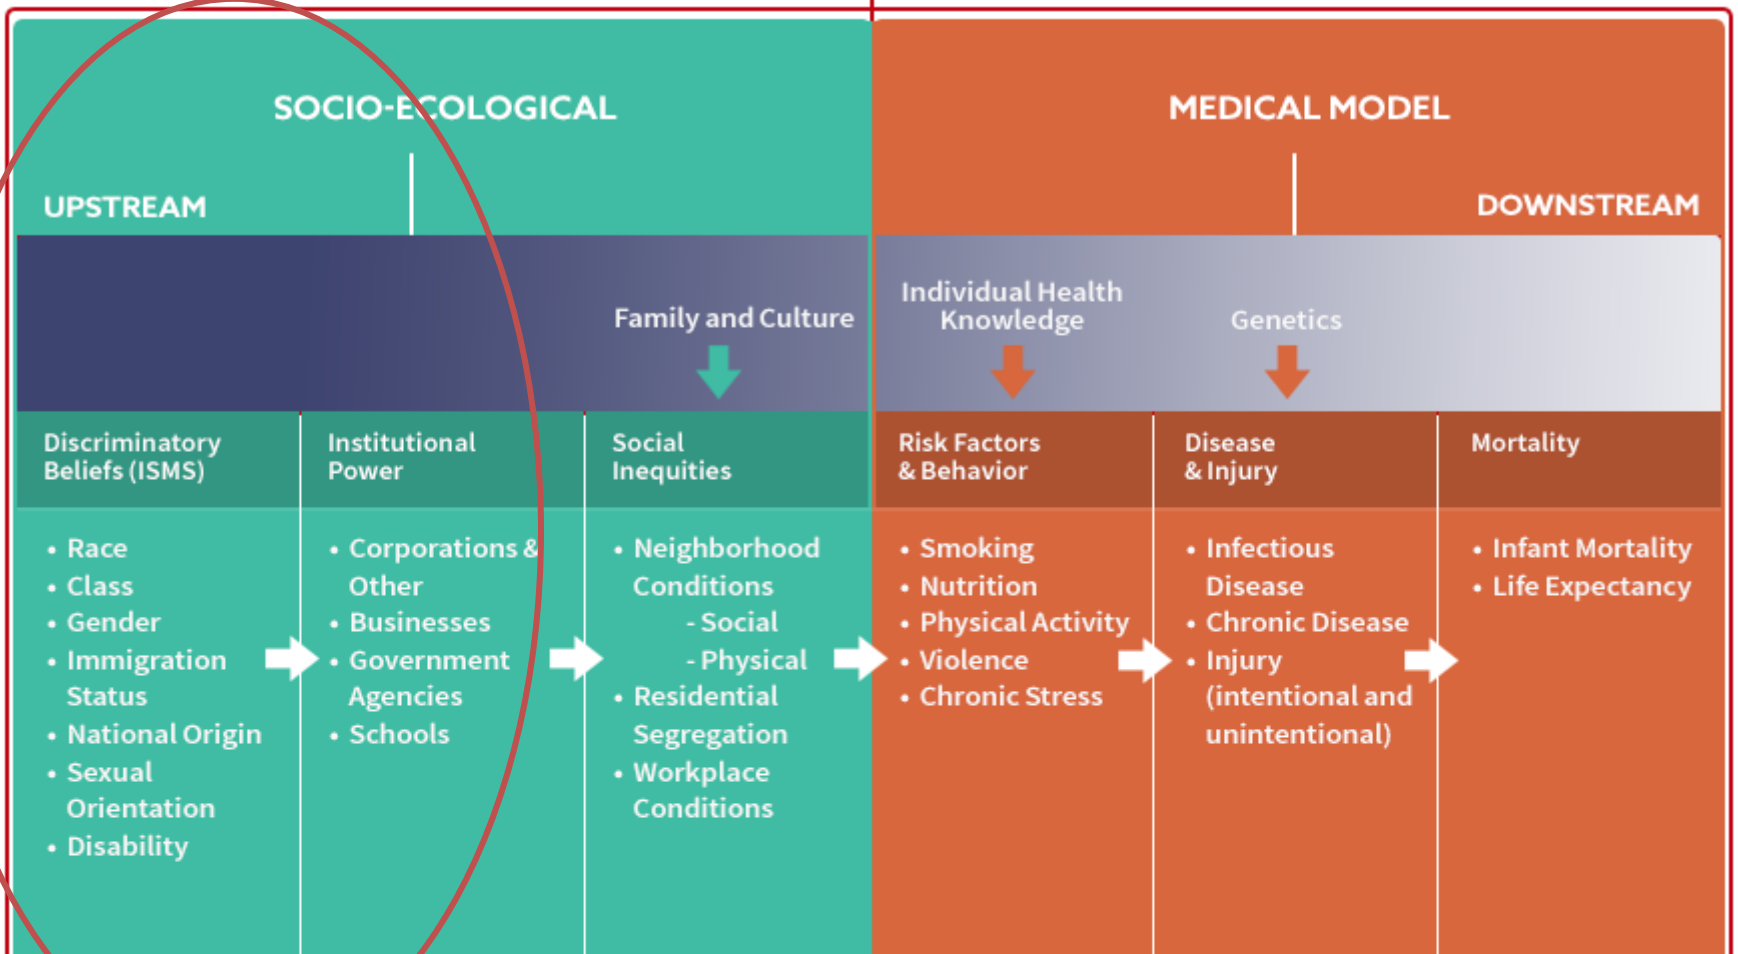 SOCIO-ECOLOGICAL
MEDICAL MODEL
UPSTREAM
DOWNSTREAM
Family and Culture
Individual Health
Knowledge
Genetics
Discriminatory
Beliefs (ISMS)
• Race
• Class
• Gender
• Immigration
Status
• National Origin
• Sexual
Orientation
• Disability
Institutional
Power
• Corporations &
Other
• Businesses
• Government
Agencies
• Schools
Social
Inequities
• Neighborhood
Conditions
- Social
- Physical
• Residential
Segregation
• Workplace
Conditions
Risk Factors
& Behavior
• Smoking
• Nutrition
• Physical Activity
• Violence
• Chronic Stress
Disease
& Injury
• Infectious
Disease
• Chronic Disease
• Injury
(intentional and
unintentional)
Mortality
• Infant Mortality
• Life Expectancy